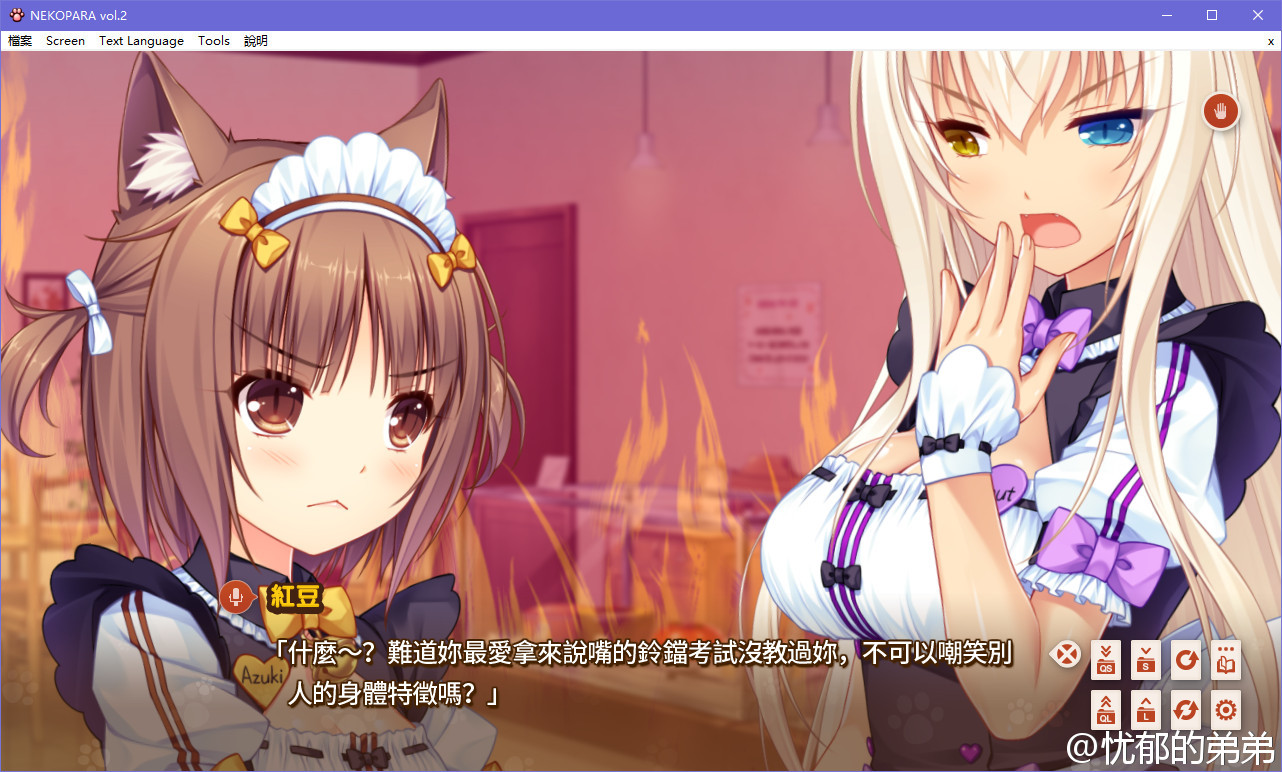 NEKOPARA vol.2
檔案 Screen Text Language Tools 說明 x
ut
紅豆
「什麼～？難道妳最愛拿來說嘴的鈴鐺考試沒教過妳，不可以嘲笑別
人的身體特徵嗎？」
Azuki
QS S
QL L
@忧郁的弟弟